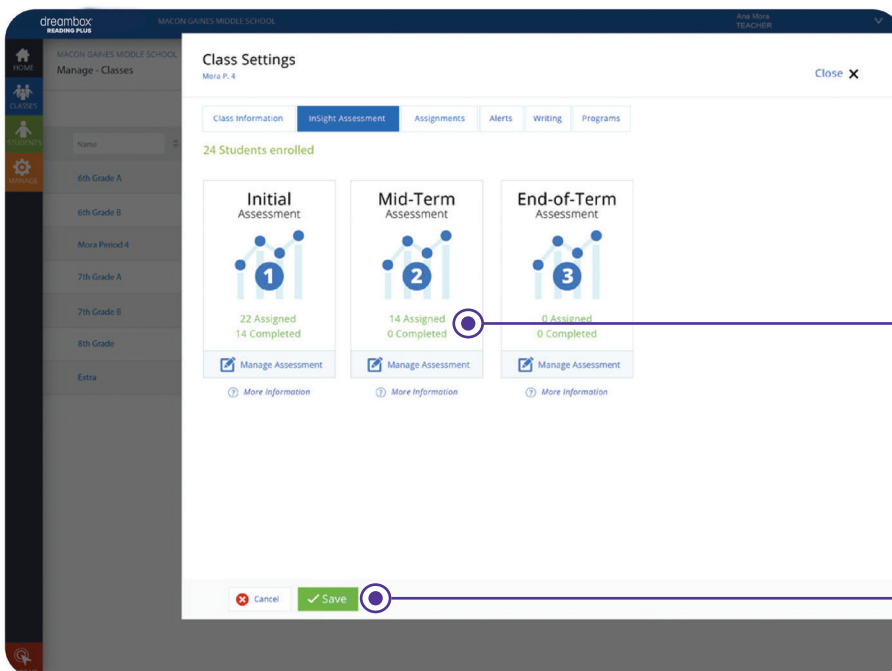 dreambox
READING PLUS
MACON GAINES MIDDLE SCHOOL
Ana Mora
TEACHER
HOME
CLASSES
STUDENTS
MANAGE
MACON GAINES MIDDLE SCHOOL
Manage - Classes
Name
6th Grade A
6th Grade B
Mora Period 4
7th Grade A
7th Grade B
8th Grade
Extra
Class Settings
Mora P. 4
Close X
Class Information InSight Assessment Assignments Alerts Writing Programs
24 Students enrolled
Initial
Assessment
1
22 Assigned
14 Completed
Manage Assessment
? More Information
Mid-Term
Assessment
2
14 Assigned
0 Completed
Manage Assessment
? More Information
End-of-Term
Assessment
3
0 Assigned
0 Completed
Manage Assessment
? More Information
Cancel Save